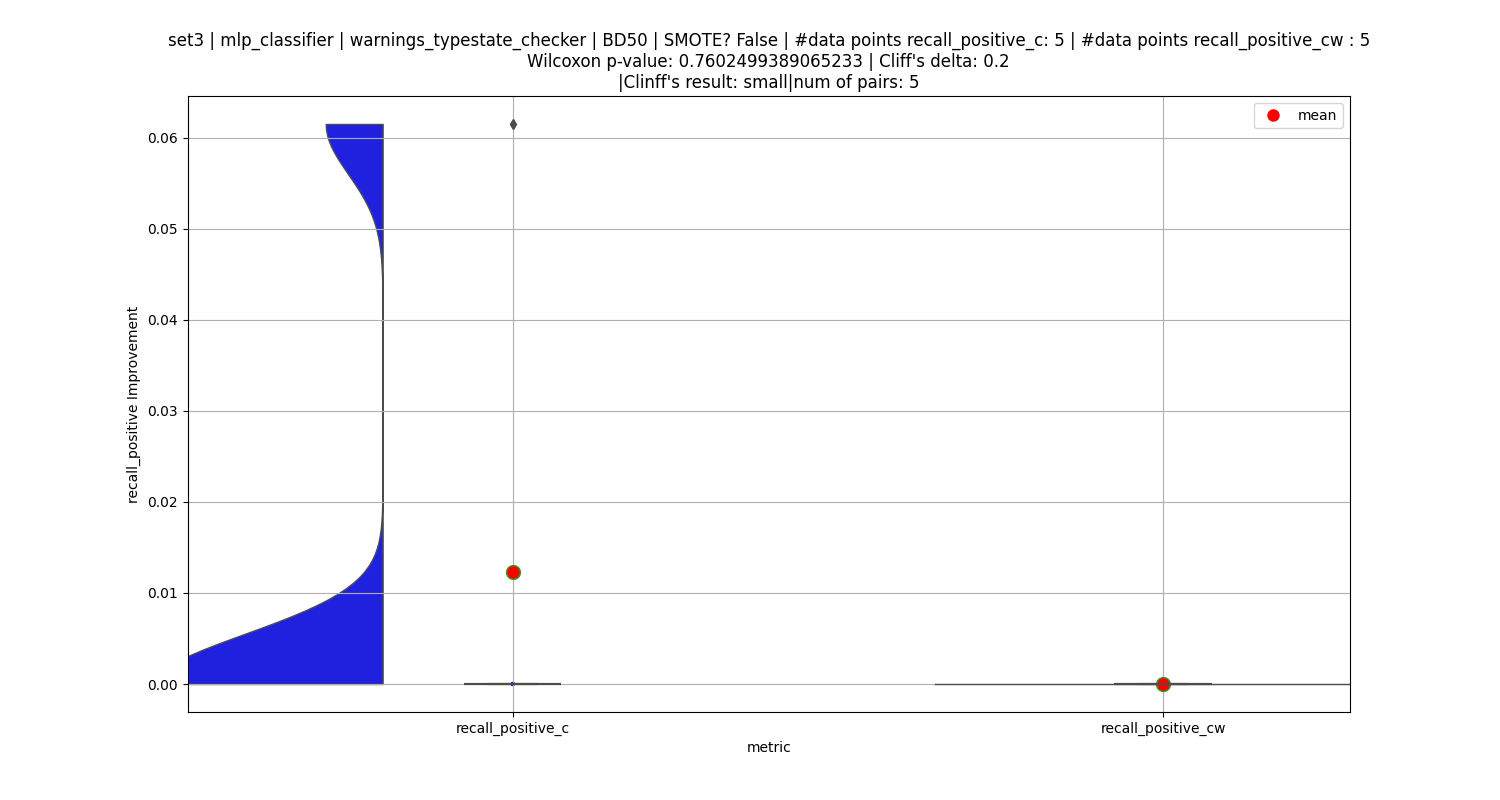 set3 | mlp_classifier | warnings_typestate_checker | BD50 | SMOTE? False | #data points recall_positive_c: 5 | #data points recall_positive_cw : 5
Wilcoxon p-value: 0.7602499389065233 | Cliff's delta: 0.2
|Clinff's result: small|num of pairs: 5
mean
0.06
0.05
0.04
0.03
0.02
0.01
0.00
recall_positive Improvement
recall_positive_c
recall_positive_cw
metric